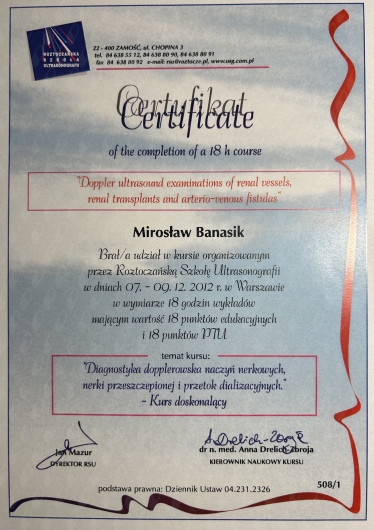 ROZTOCZAŃSKA
SZKOŁA
ULTRASONOGRAFII
22 - 400 ZAMOŚĆ, ul. CHOPINA 3
tel. 84 638 55 12, 84 638 80 90, 84 638 80 91
fax 84 638 80 92 e-mail: rsu@roztocze.pl, www.usg.com.pl
Certyfikat
Certificate
of the completion of a 18 h course
"Doppler ultrasound examinations of renal vessels,
renal transplants and arterio-venous fistulas"
Mirosław Banasik
Brał/a udział w kursie organizowanym
przez Roztoczańską Szkołę Ultrasonografii
w dniach 07. - 09. 12. 2012 r. w Warszawie
w wymiarze 18 godzin wykładów
mającym wartość 18 punktów edukacyjnych
i 18 punktów PTU
temat kursu:
"Diagnostyka dopplerowska naczyń nerkowych,
nerki przeszczepionej i przetok dializacyjnych."
- Kurs doskonalący
Jan Mazur
DYREKTOR RSU
A. Drelich-Zbroja
dr n. med. Anna Drelich-Zbroja
KIEROWNIK NAUKOWY KURSU
508/1
podstawa prawna: Dziennik Ustaw 04.231.2326